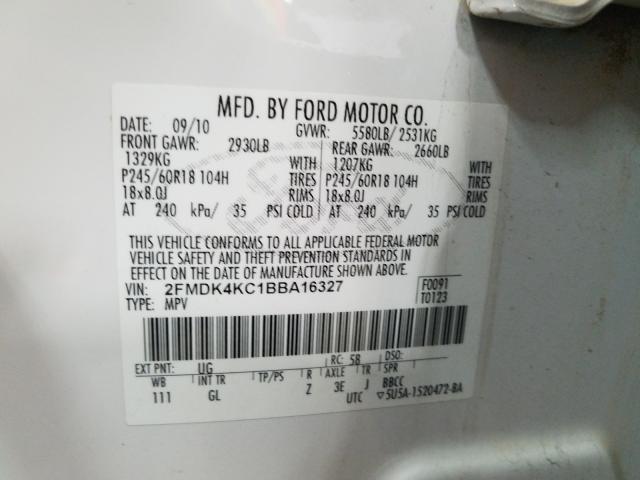 MFD. BY FORD MOTOR CO.
DATE: 09/10 GVWR: 5580LB/ 2531KG
FRONT GAWR: 2930LB REAR GAWR: 2660LB
1329KG WITH 1207KG WITH
P245/60R18 104H TIRES P245/60R18 104H TIRES
18x8.0J RIMS 18x8.0J RIMS
AT 240 kPa/ 35 PSI COLD AT 240 kPa/ 35 PSI COLD
THIS VEHICLE CONFORMS TO ALL APPLICABLE FEDERAL MOTOR
VEHICLE SAFETY AND THEFT PREVENTION STANDARDS IN
EFFECT ON THE DATE OF MANUFACTURE SHOWN ABOVE.
VIN: 2FMDK4KC1BBA16327 F0091
TYPE: MPV T0123
EXT PNT: UG RC: 58 DSO:
WB INT TR TP/PS R AXLE TR SPR
111 GL Z 3E J BBCC
UTC ▽5U5A-1520472-BA